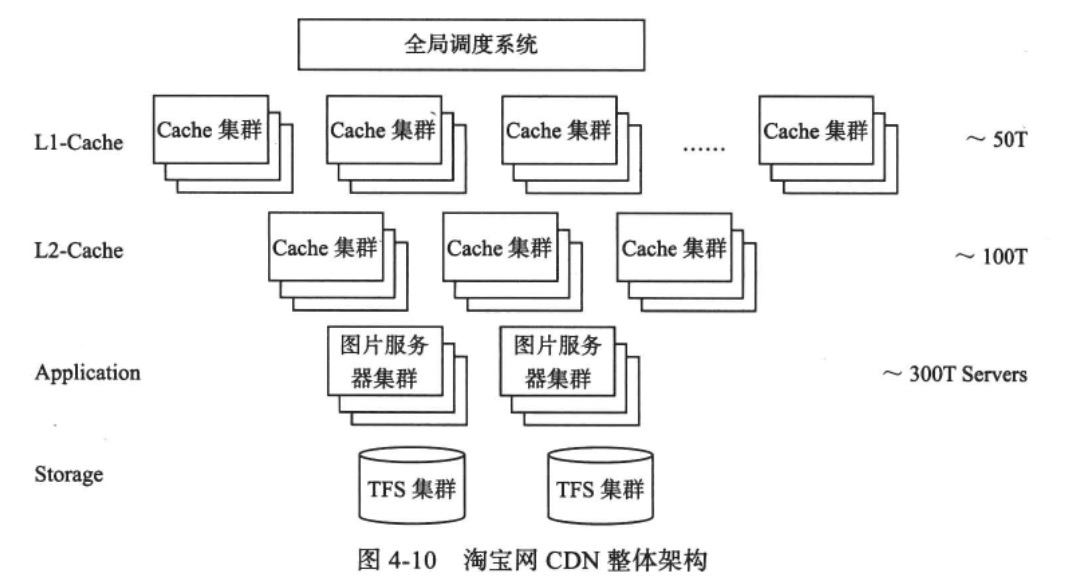 全局调度系统
L1-Cache
Cache 集群
Cache 集群
Cache 集群
……
Cache 集群
～ 50T
L2-Cache
Cache 集群
Cache 集群
Cache 集群
～ 100T
Application
图片服务
器集群
图片服务
器集群
～ 300T Servers
Storage
TFS 集群
TFS 集群
图 4-10 淘宝网 CDN 整体架构